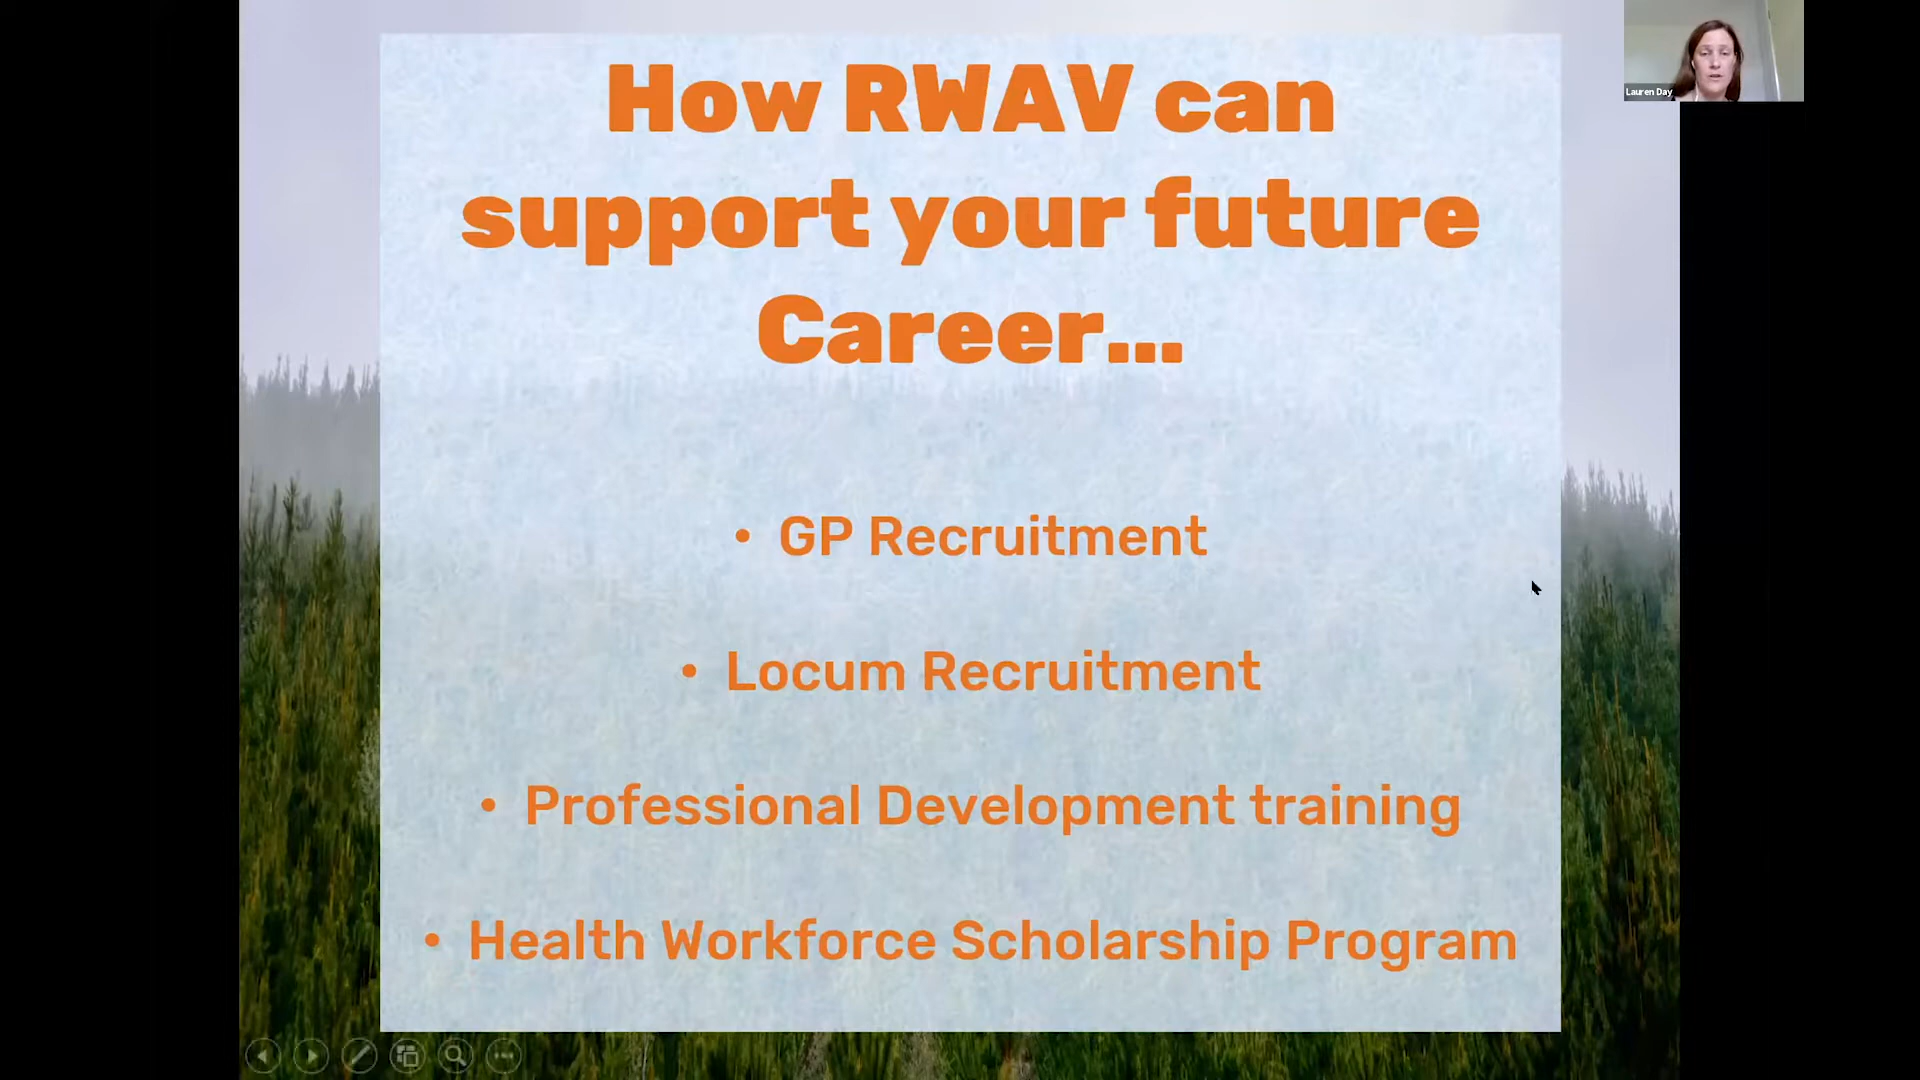 How RWAV can
support your future
Career...
• GP Recruitment
• Locum Recruitment
• Professional Development training
• Health Workforce Scholarship Program
Lauren Day